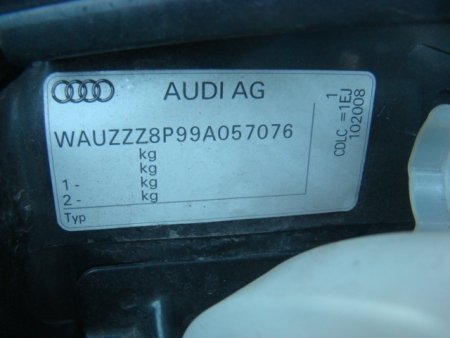 AUDI AG
WAUZZZ8P99A057076
kg
kg
1 - kg
2 - kg
Typ
1
CDLC =1EJ
102008